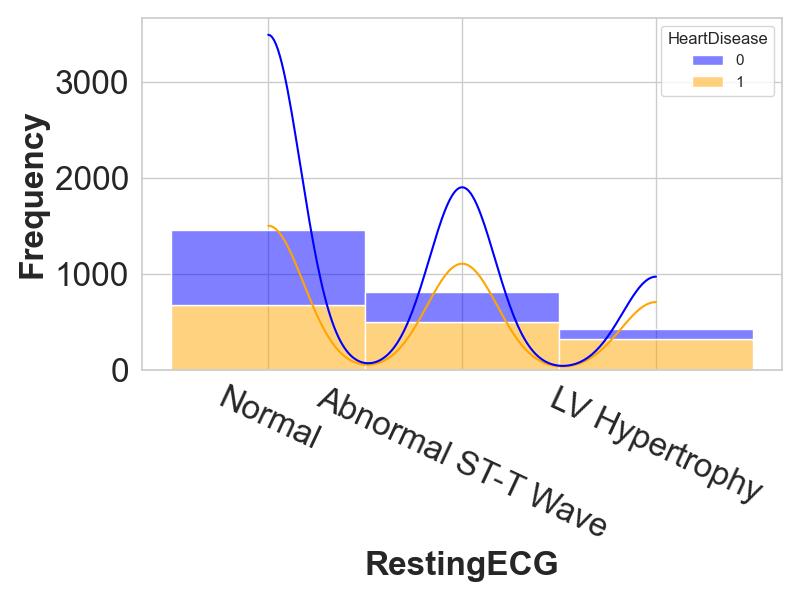 HeartDisease
0
1
Frequency
3000
2000
1000
0
Normal
Abnormal ST-T Wave
LV Hypertrophy
RestingECG